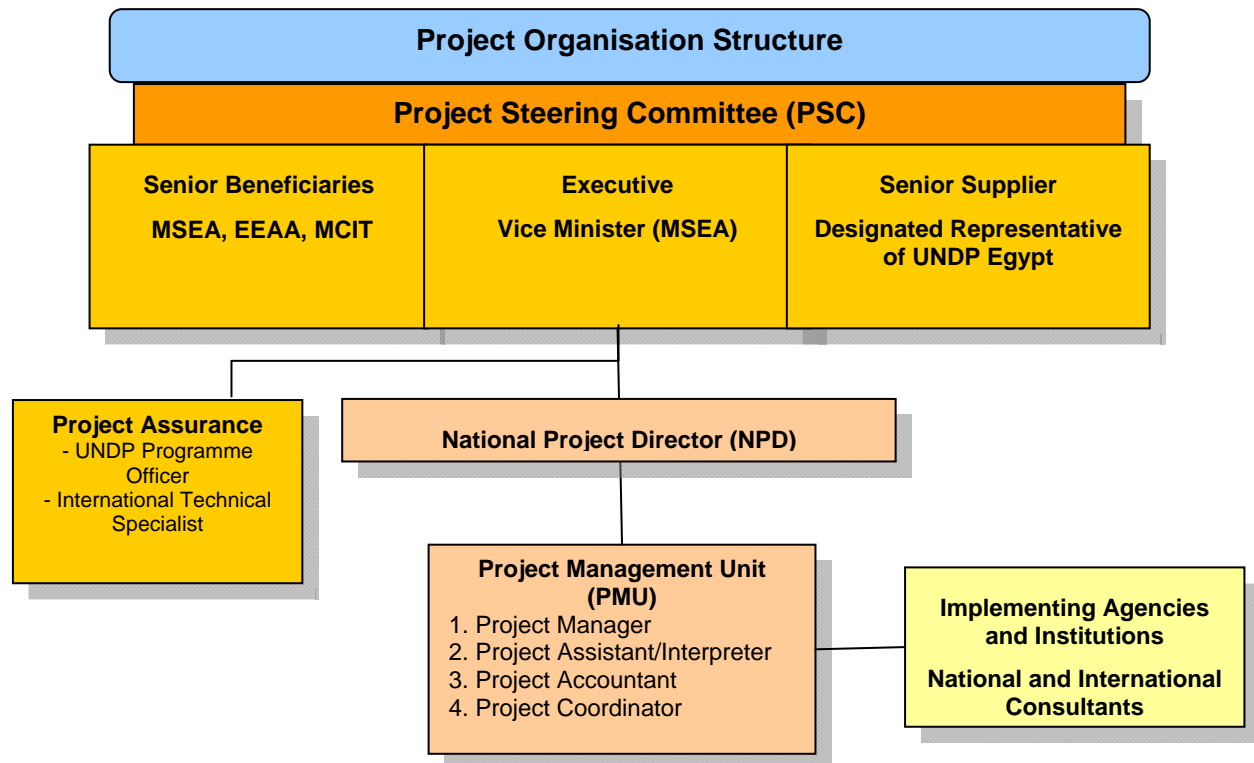 Project Organisation Structure
Project Steering Committee (PSC)
Senior Beneficiaries
MSEA, EEAA, MCIT
Executive
Vice Minister (MSEA)
Senior Supplier
Designated Representative
of UNDP Egypt
Project Assurance
- UNDP Programme
Officer
- International Technical
Specialist
National Project Director (NPD)
Project Management Unit
(PMU)
1. Project Manager
2. Project Assistant/Interpreter
3. Project Accountant
4. Project Coordinator
Implementing Agencies
and Institutions
National and International
Consultants